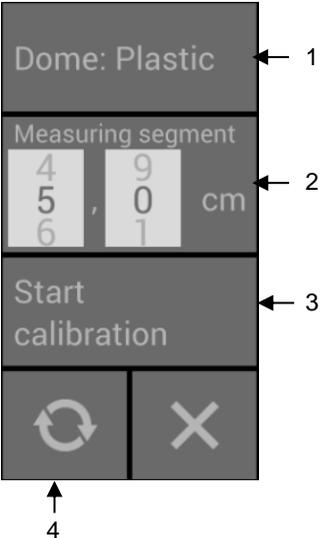 Dome: Plastic
1
Measuring segment
4 9
5 , 0 cm
6 1
2
Start
calibration
3
4